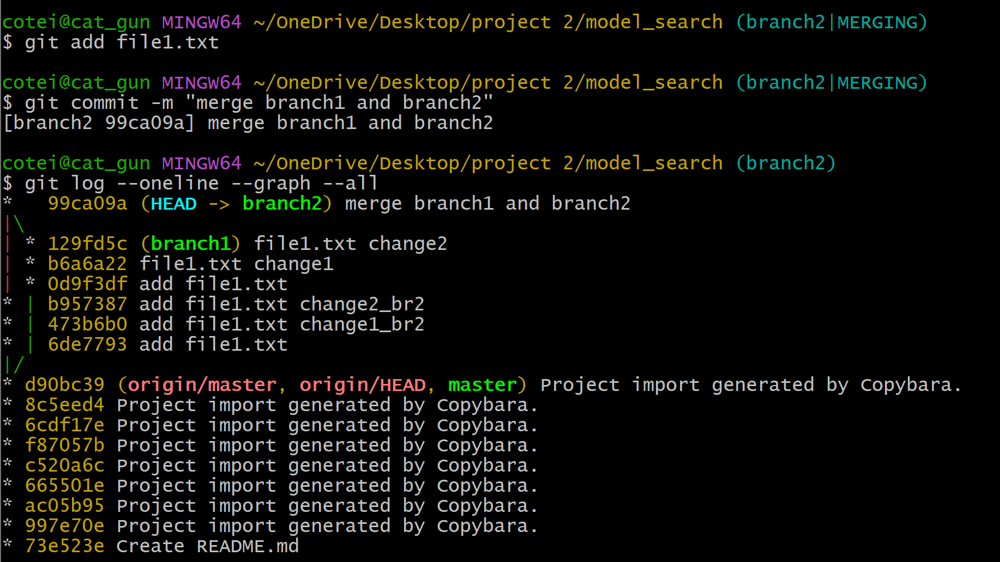 cotei@cat_gun MINGW64 ~/OneDrive/Desktop/project 2/model_search (branch2|MERGING)
$ git add file1.txt
cotei@cat_gun MINGW64 ~/OneDrive/Desktop/project 2/model_search (branch2|MERGING)
$ git commit -m "merge branch1 and branch2"
[branch2 99ca09a] merge branch1 and branch2
cotei@cat_gun MINGW64 ~/OneDrive/Desktop/project 2/model_search (branch2)
$ git log --oneline --graph --all
*   99ca09a (HEAD -> branch2) merge branch1 and branch2
|\
| * 129fd5c (branch1) file1.txt change2
| * b6a6a22 file1.txt change1
| * 0d9f3df add file1.txt
* | b957387 add file1.txt change2_br2
* | 473b6b0 add file1.txt change1_br2
* | 6de7793 add file1.txt
|/
* d90bc39 (origin/master, origin/HEAD, master) Project import generated by Copybara.
* 8c5eed4 Project import generated by Copybara.
* 6cdf17e Project import generated by Copybara.
* f87057b Project import generated by Copybara.
* c520a6c Project import generated by Copybara.
* 665501e Project import generated by Copybara.
* ac05b95 Project import generated by Copybara.
* 997e70e Project import generated by Copybara.
* 73e523e Create README.md